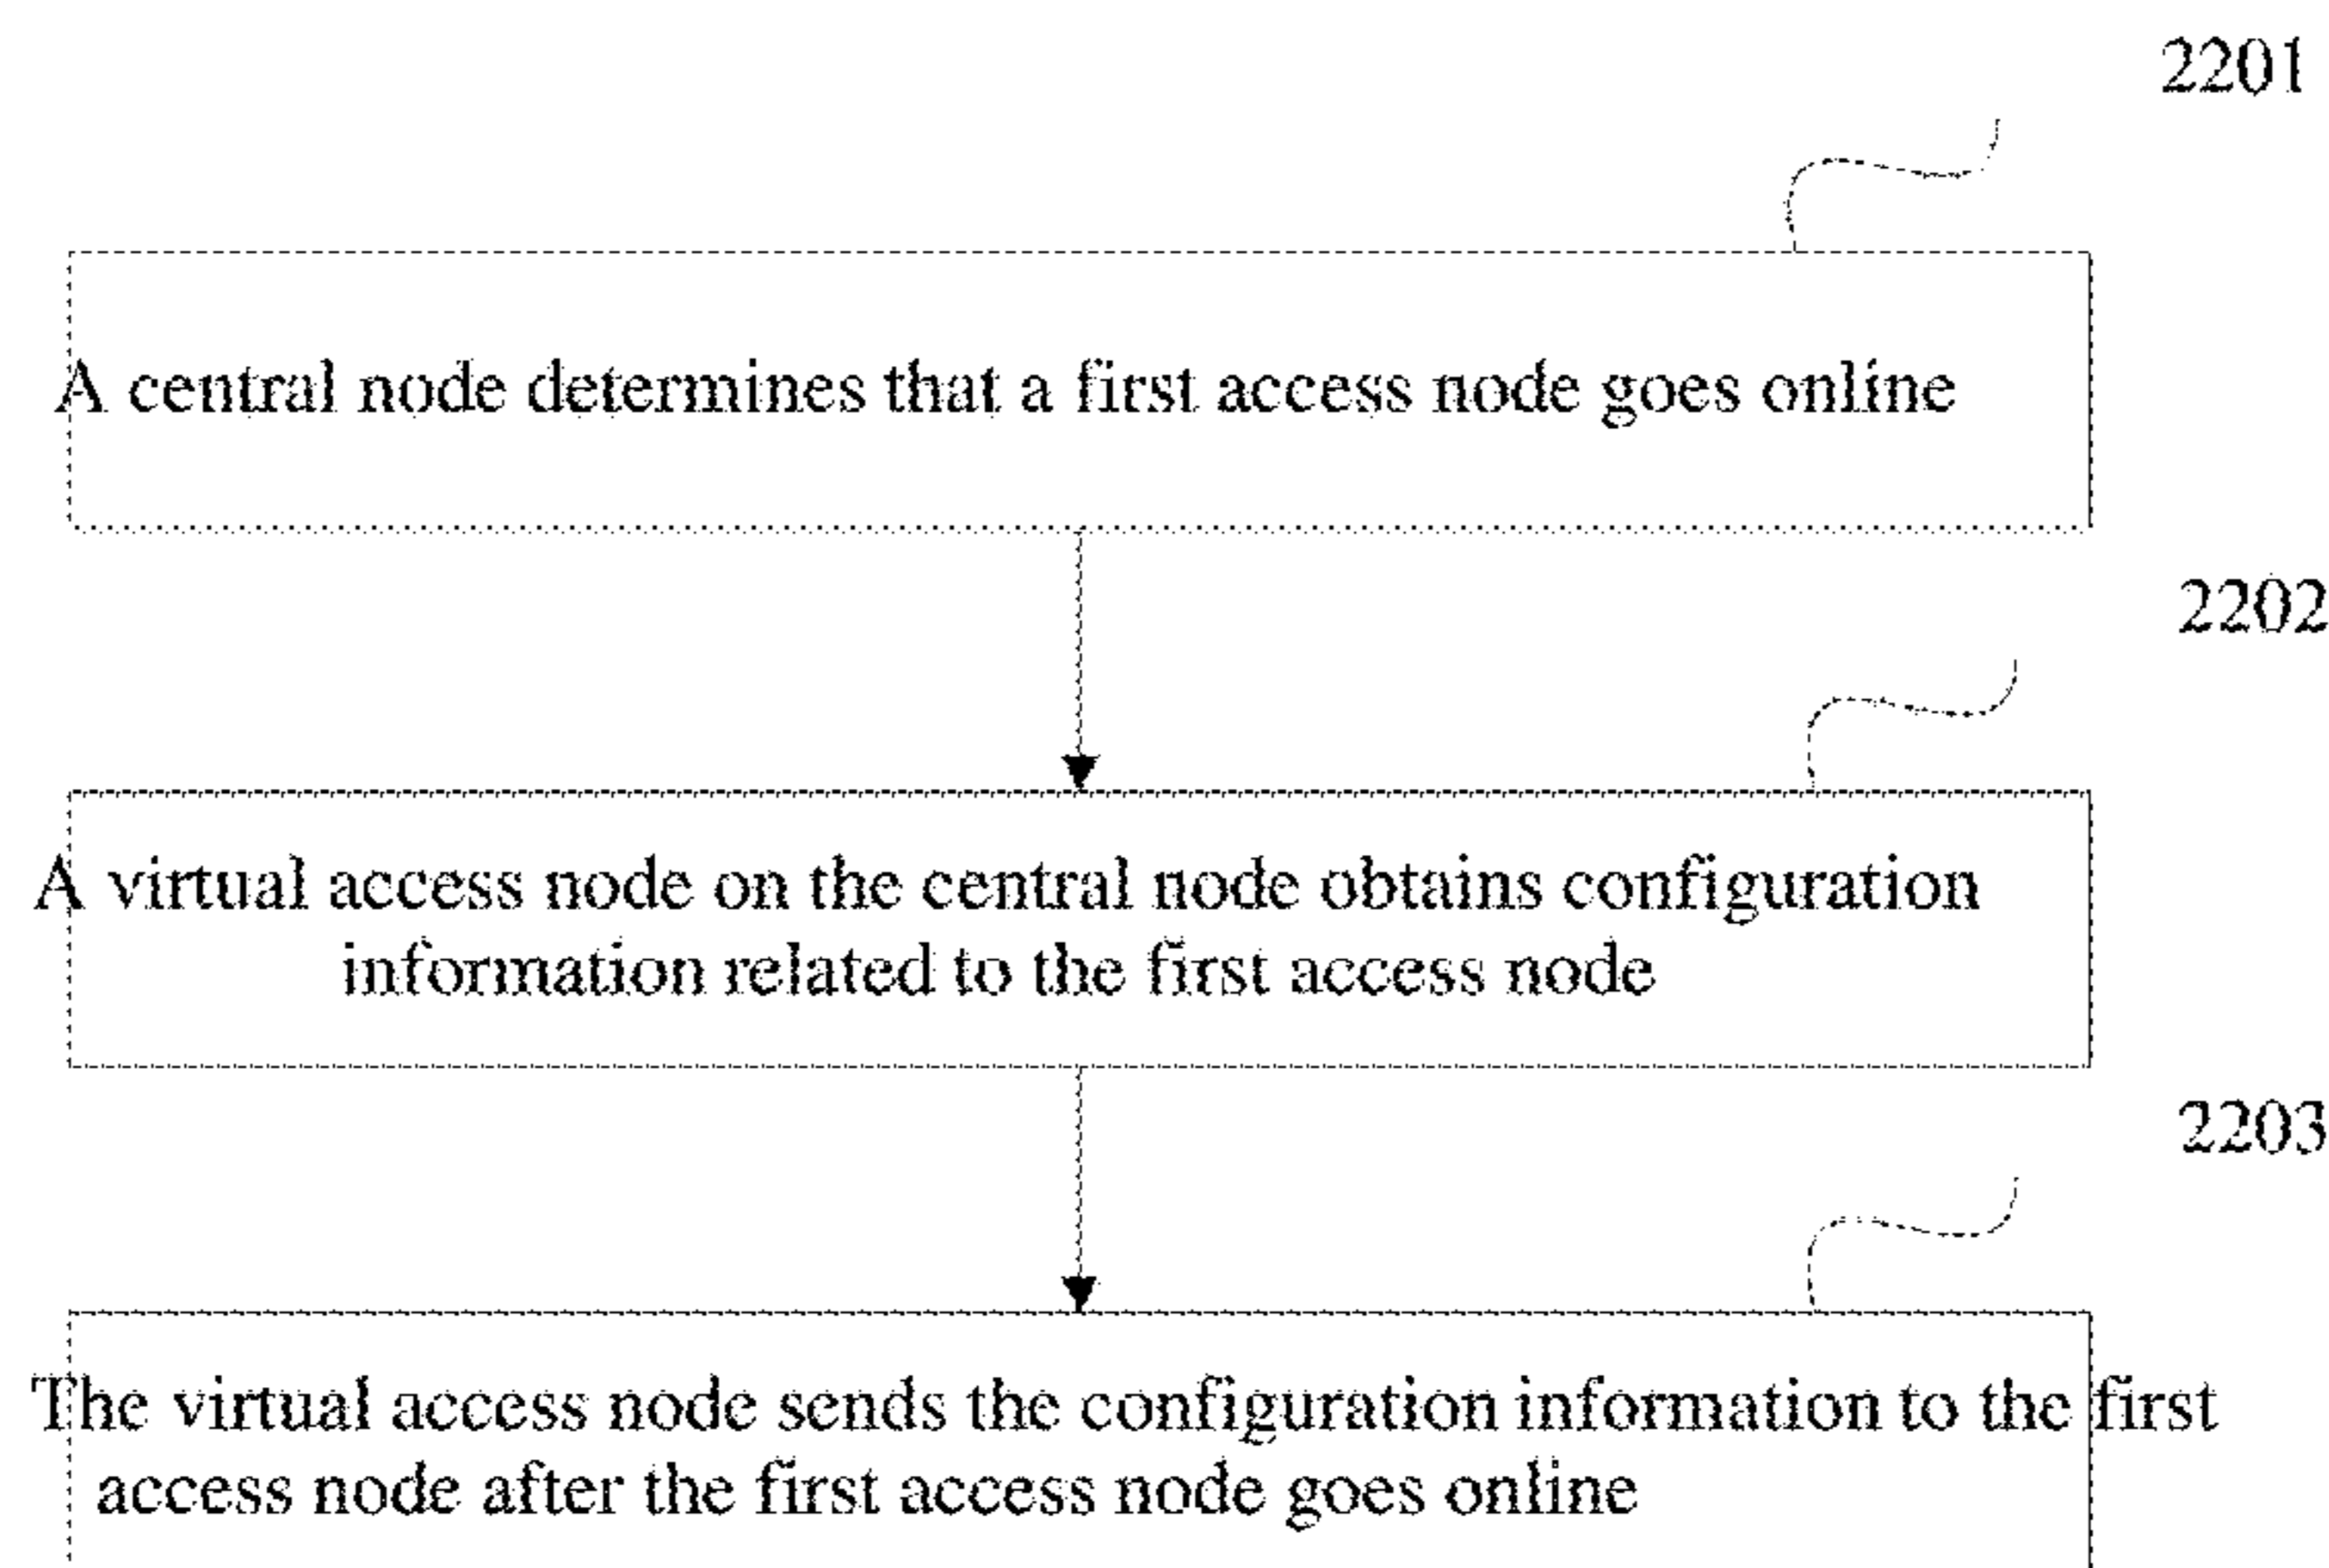 2201
A central node determines that a first access node goes online
2202
A virtual access node on the central node obtains configuration
information related to the first access node
2203
The virtual access node sends the configuration information to the first
access node after the first access node goes online